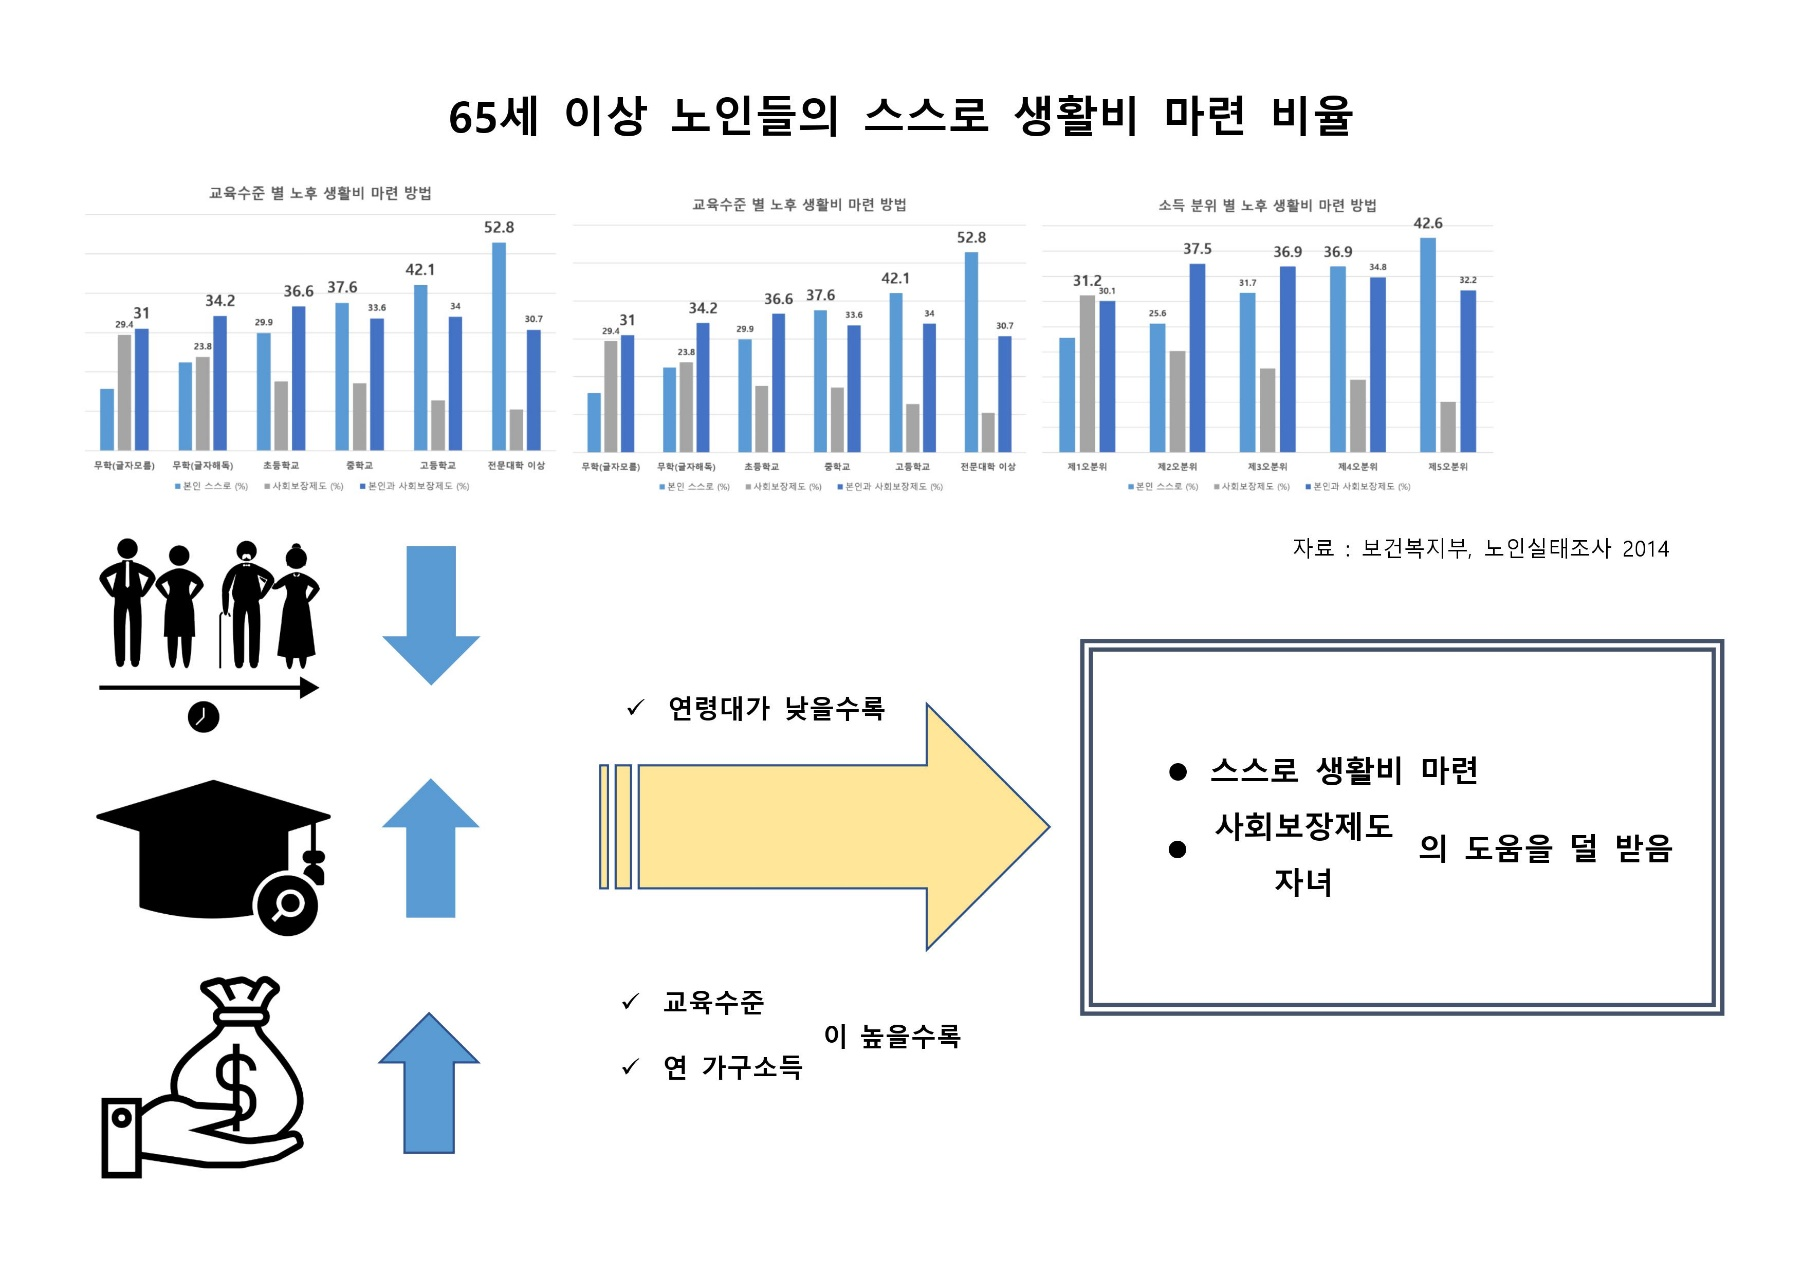 65세 이상 노인들의 스스로 생활비 마련 비율
교육수준 별 노후 생활비 마련 방법
29.4 31 23.8 34.2 29.9 36.6 37.6 33.6 42.1 34 52.8 30.7
무학(글자모름) 무학(글자해독) 초등학교 중학교 고등학교 전문대학 이상
본인 스스로 (%) 사회보장제도 (%) 본인과 사회보장제도 (%)
교육수준 별 노후 생활비 마련 방법
29.4 31 23.8 34.2 29.9 36.6 37.6 33.6 42.1 34 52.8 30.7
무학(글자모름) 무학(글자해독) 초등학교 중학교 고등학교 전문대학 이상
본인 스스로 (%) 사회보장제도 (%) 본인과 사회보장제도 (%)
소득 분위 별 노후 생활비 마련 방법
31.2 30.1 25.6 37.5 31.7 36.9 36.9 34.8 42.6 32.2
제1오분위 제2오분위 제3오분위 제4오분위 제5오분위
본인 스스로 (%) 사회보장제도 (%) 본인과 사회보장제도 (%)
자료 : 보건복지부, 노인실태조사 2014
✓ 연령대가 낮을수록
✓ 교육수준
이 높을수록
✓ 연 가구소득
$
● 스스로 생활비 마련
● 사회보장제도
의 도움을 덜 받음
자녀